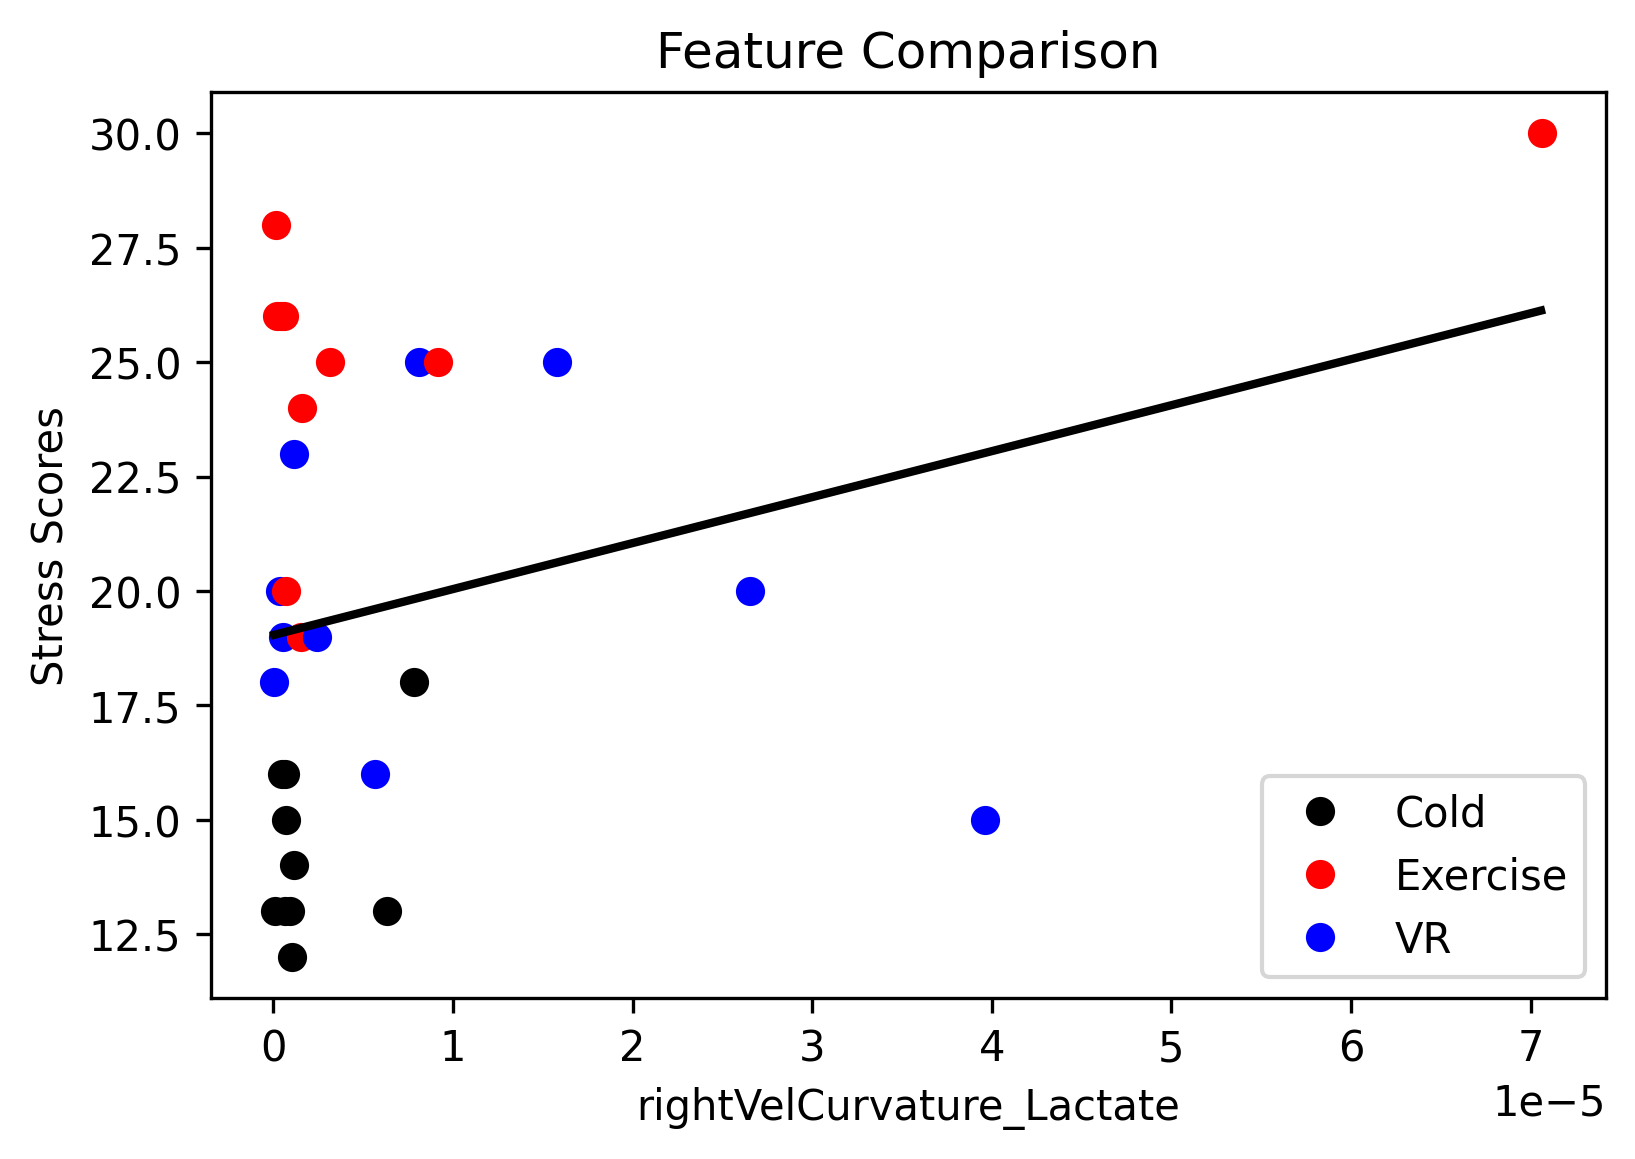 Feature Comparison
30.0
27.5
25.0
22.5
20.0
17.5
15.0
12.5
Stress Scores
Cold
Exercise
VR
0 1 2 3 4 5 6 7
1e−5
rightVelCurvature_Lactate